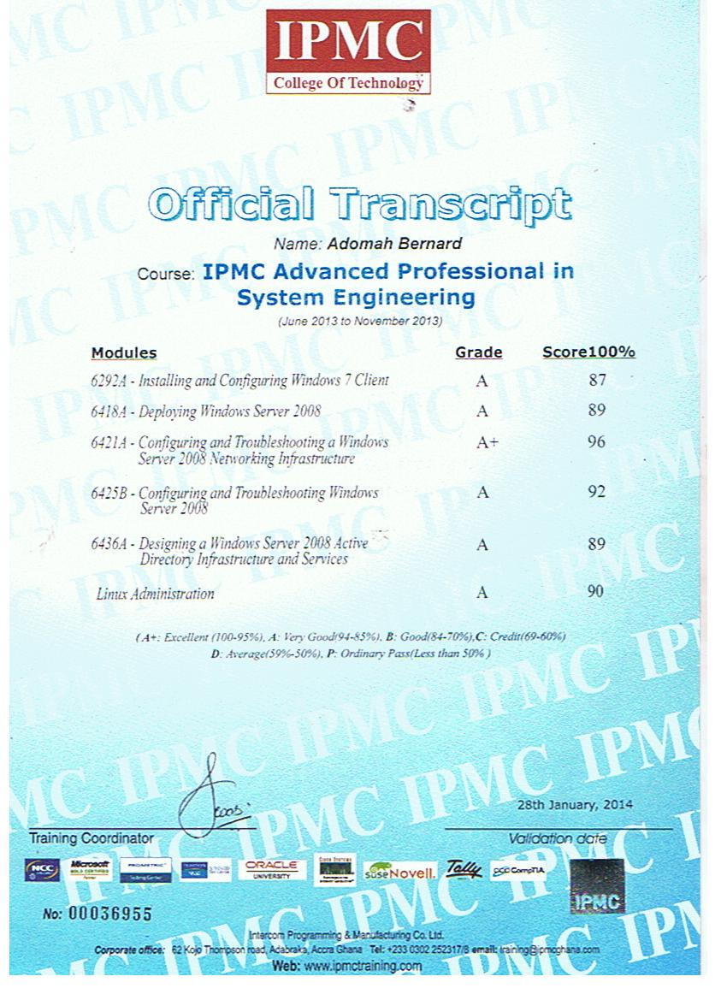 IPMC
College Of Technology
Official Transcript
Name: Adomah Bernard
Course: IPMC Advanced Professional in
System Engineering
(June 2013 to November 2013)
Modules Grade Score100%
6292A - Installing and Configuring Windows 7 Client A 87
6418A - Deploying Windows Server 2008 A 89
6421A - Configuring and Troubleshooting a Windows A+ 96
Server 2008 Networking Infrastructure
6425B - Configuring and Troubleshooting Windows A 92
Server 2008
6436A - Designing a Windows Server 2008 Active A 89
Directory Infrastructure and Services
Linux Administration A 90
(A+: Excellent (100-95%), A: Very Good(94-85%), B: Good(84-70%),C: Credit(69-60%)
D: Average(59%-50%), P: Ordinary Pass(Less than 50% )
28th January, 2014
Training Coordinator Validation date
NCC Microsoft PROMETRIC ORACLE UNIVERSITY Cisco Systems suse Novell. Tally CompTIA
IPMC
No: 00036955
Intercom Programming & Manufacturing Co. Ltd.
Corporate office: 62 Kojo Thompson road, Adabraka, Accra Ghana Tel: +233 0302 252317/8 email: training@ipmcghana.com
Web: www.ipmctraining.com